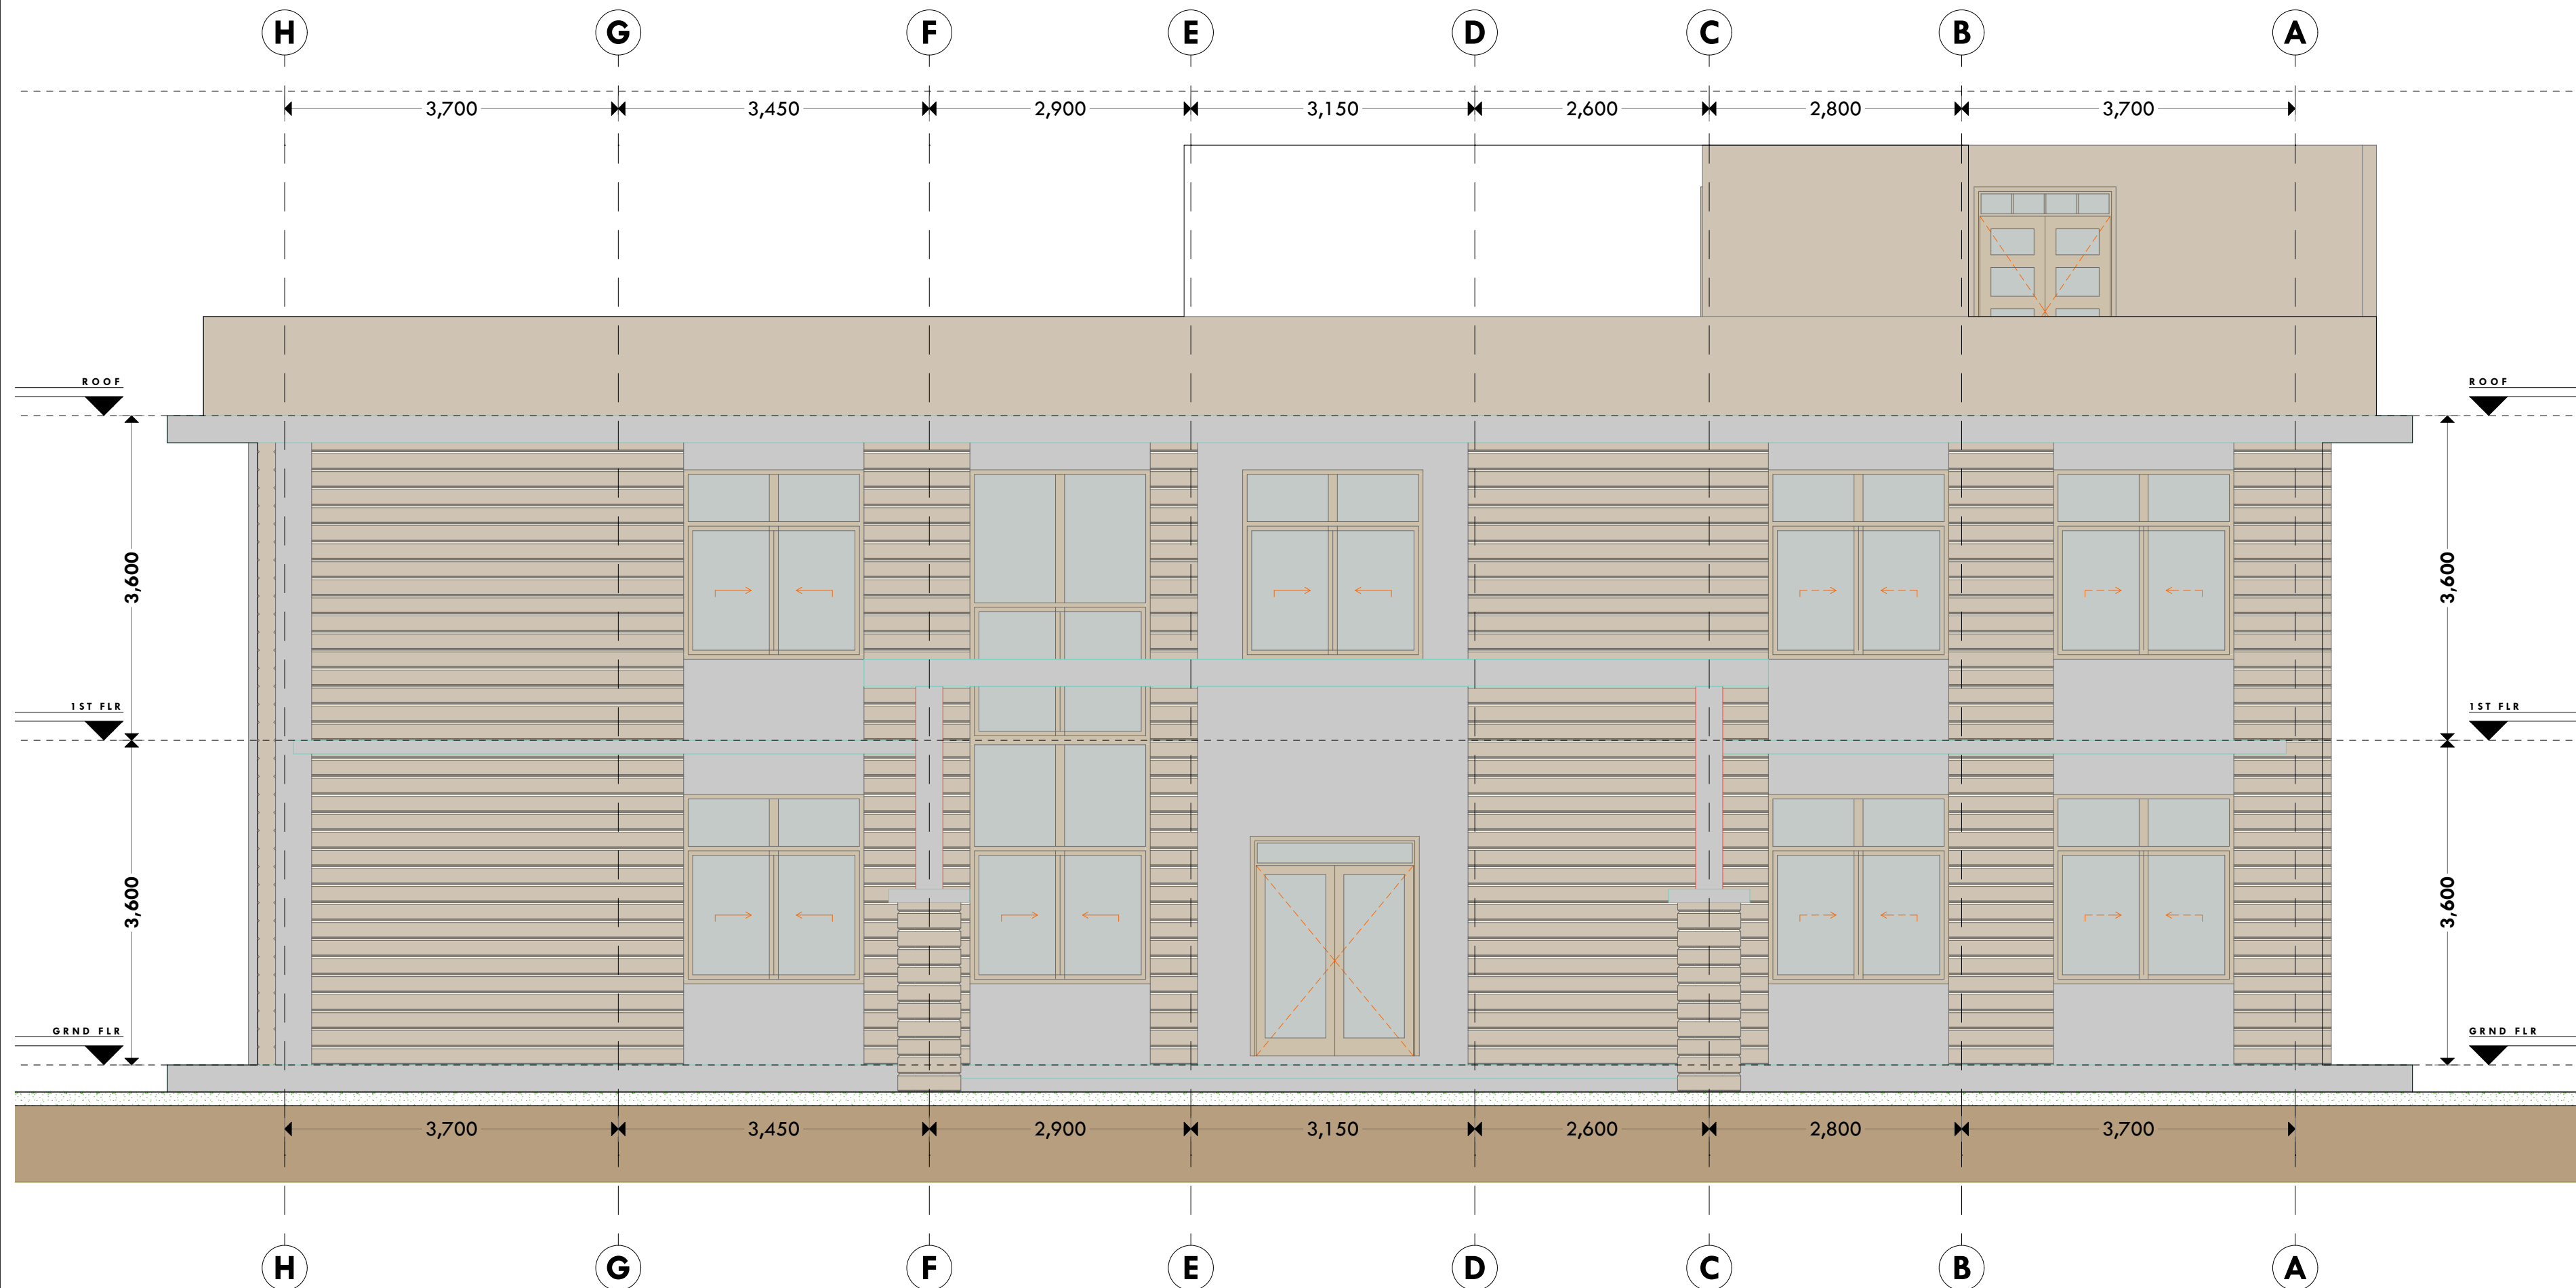 H G F E D C B A
3,700 3,450 2,900 3,150 2,600 2,800 3,700
ROOF ROOF
3,600 3,600
1ST FLR 1ST FLR
3,600 3,600
GRND FLR GRND FLR
3,700 3,450 2,900 3,150 2,600 2,800 3,700
H G F E D C B A